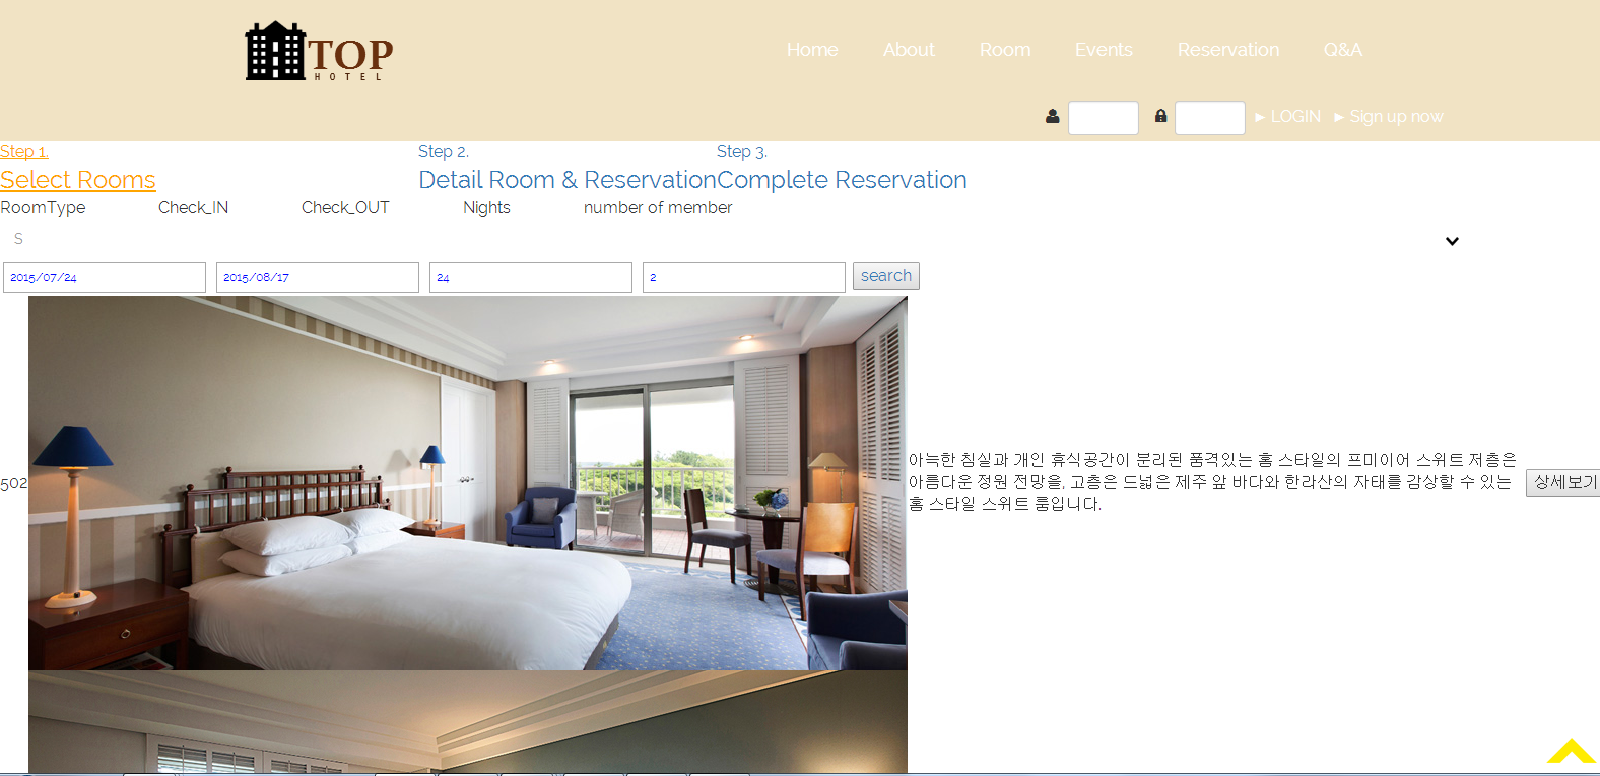 TOP
HOTEL
Home About Room Events Reservation Q&A
► LOGIN ► Sign up now
Step 1. Step 2. Step 3.
Select Rooms Detail Room & Reservation Complete Reservation
RoomType Check_IN Check_OUT Nights number of member
S
2015/07/24 2015/08/17 24 2 search
아늑한 침실과 개인 휴식공간이 분리된 품격있는 홈 스타일의 프미이어 스위트 저층은
502 아름다운 정원 전망을, 고층은 드넓은 제주 앞 바다와 한라산의 자태를 감상할 수 있는 상세보기
홈 스타일 스위트 룸입니다.